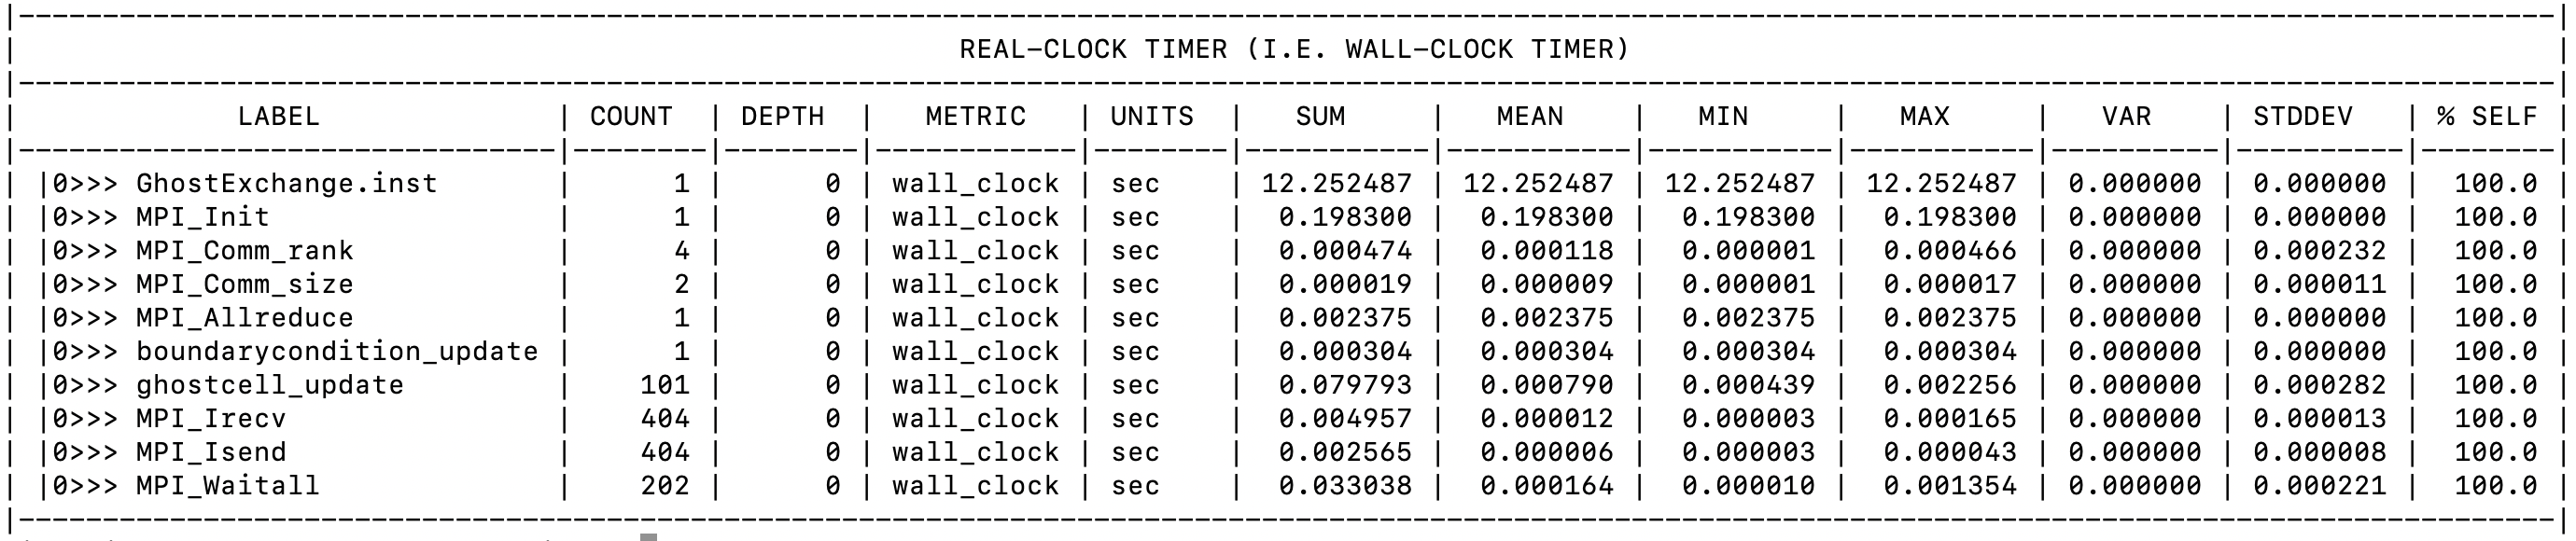 |---------------------------------------------------------------------------------------------------------------------------------------------------------|
| REAL-CLOCK TIMER (I.E. WALL-CLOCK TIMER) |
|---------------------------------------------------------------------------------------------------------------------------------------------------------|
| LABEL | COUNT | DEPTH | METRIC | UNITS | SUM | MEAN | MIN | MAX | VAR | STDDEV | % SELF |
|--------------------------------|--------|--------|------------|--------|-----------|-----------|-----------|-----------|----------|----------|--------|
| |0>>> GhostExchange.inst | 1 | 0 | wall_clock | sec | 12.252487 | 12.252487 | 12.252487 | 12.252487 | 0.000000 | 0.000000 | 100.0 |
| |0>>> MPI_Init | 1 | 0 | wall_clock | sec | 0.198300 | 0.198300 | 0.198300 | 0.198300 | 0.000000 | 0.000000 | 100.0 |
| |0>>> MPI_Comm_rank | 4 | 0 | wall_clock | sec | 0.000474 | 0.000118 | 0.000001 | 0.000466 | 0.000000 | 0.000232 | 100.0 |
| |0>>> MPI_Comm_size | 2 | 0 | wall_clock | sec | 0.000019 | 0.000009 | 0.000001 | 0.000017 | 0.000000 | 0.000011 | 100.0 |
| |0>>> MPI_Allreduce | 1 | 0 | wall_clock | sec | 0.002375 | 0.002375 | 0.002375 | 0.002375 | 0.000000 | 0.000000 | 100.0 |
| |0>>> boundarycondition_update | 1 | 0 | wall_clock | sec | 0.000304 | 0.000304 | 0.000304 | 0.000304 | 0.000000 | 0.000000 | 100.0 |
| |0>>> ghostcell_update | 101 | 0 | wall_clock | sec | 0.079793 | 0.000790 | 0.000439 | 0.002256 | 0.000000 | 0.000282 | 100.0 |
| |0>>> MPI_Irecv | 404 | 0 | wall_clock | sec | 0.004957 | 0.000012 | 0.000003 | 0.000165 | 0.000000 | 0.000013 | 100.0 |
| |0>>> MPI_Isend | 404 | 0 | wall_clock | sec | 0.002565 | 0.000006 | 0.000003 | 0.000043 | 0.000000 | 0.000008 | 100.0 |
| |0>>> MPI_Waitall | 202 | 0 | wall_clock | sec | 0.033038 | 0.000164 | 0.000010 | 0.001354 | 0.000000 | 0.000221 | 100.0 |
|---------------------------------------------------------------------------------------------------------------------------------------------------------|